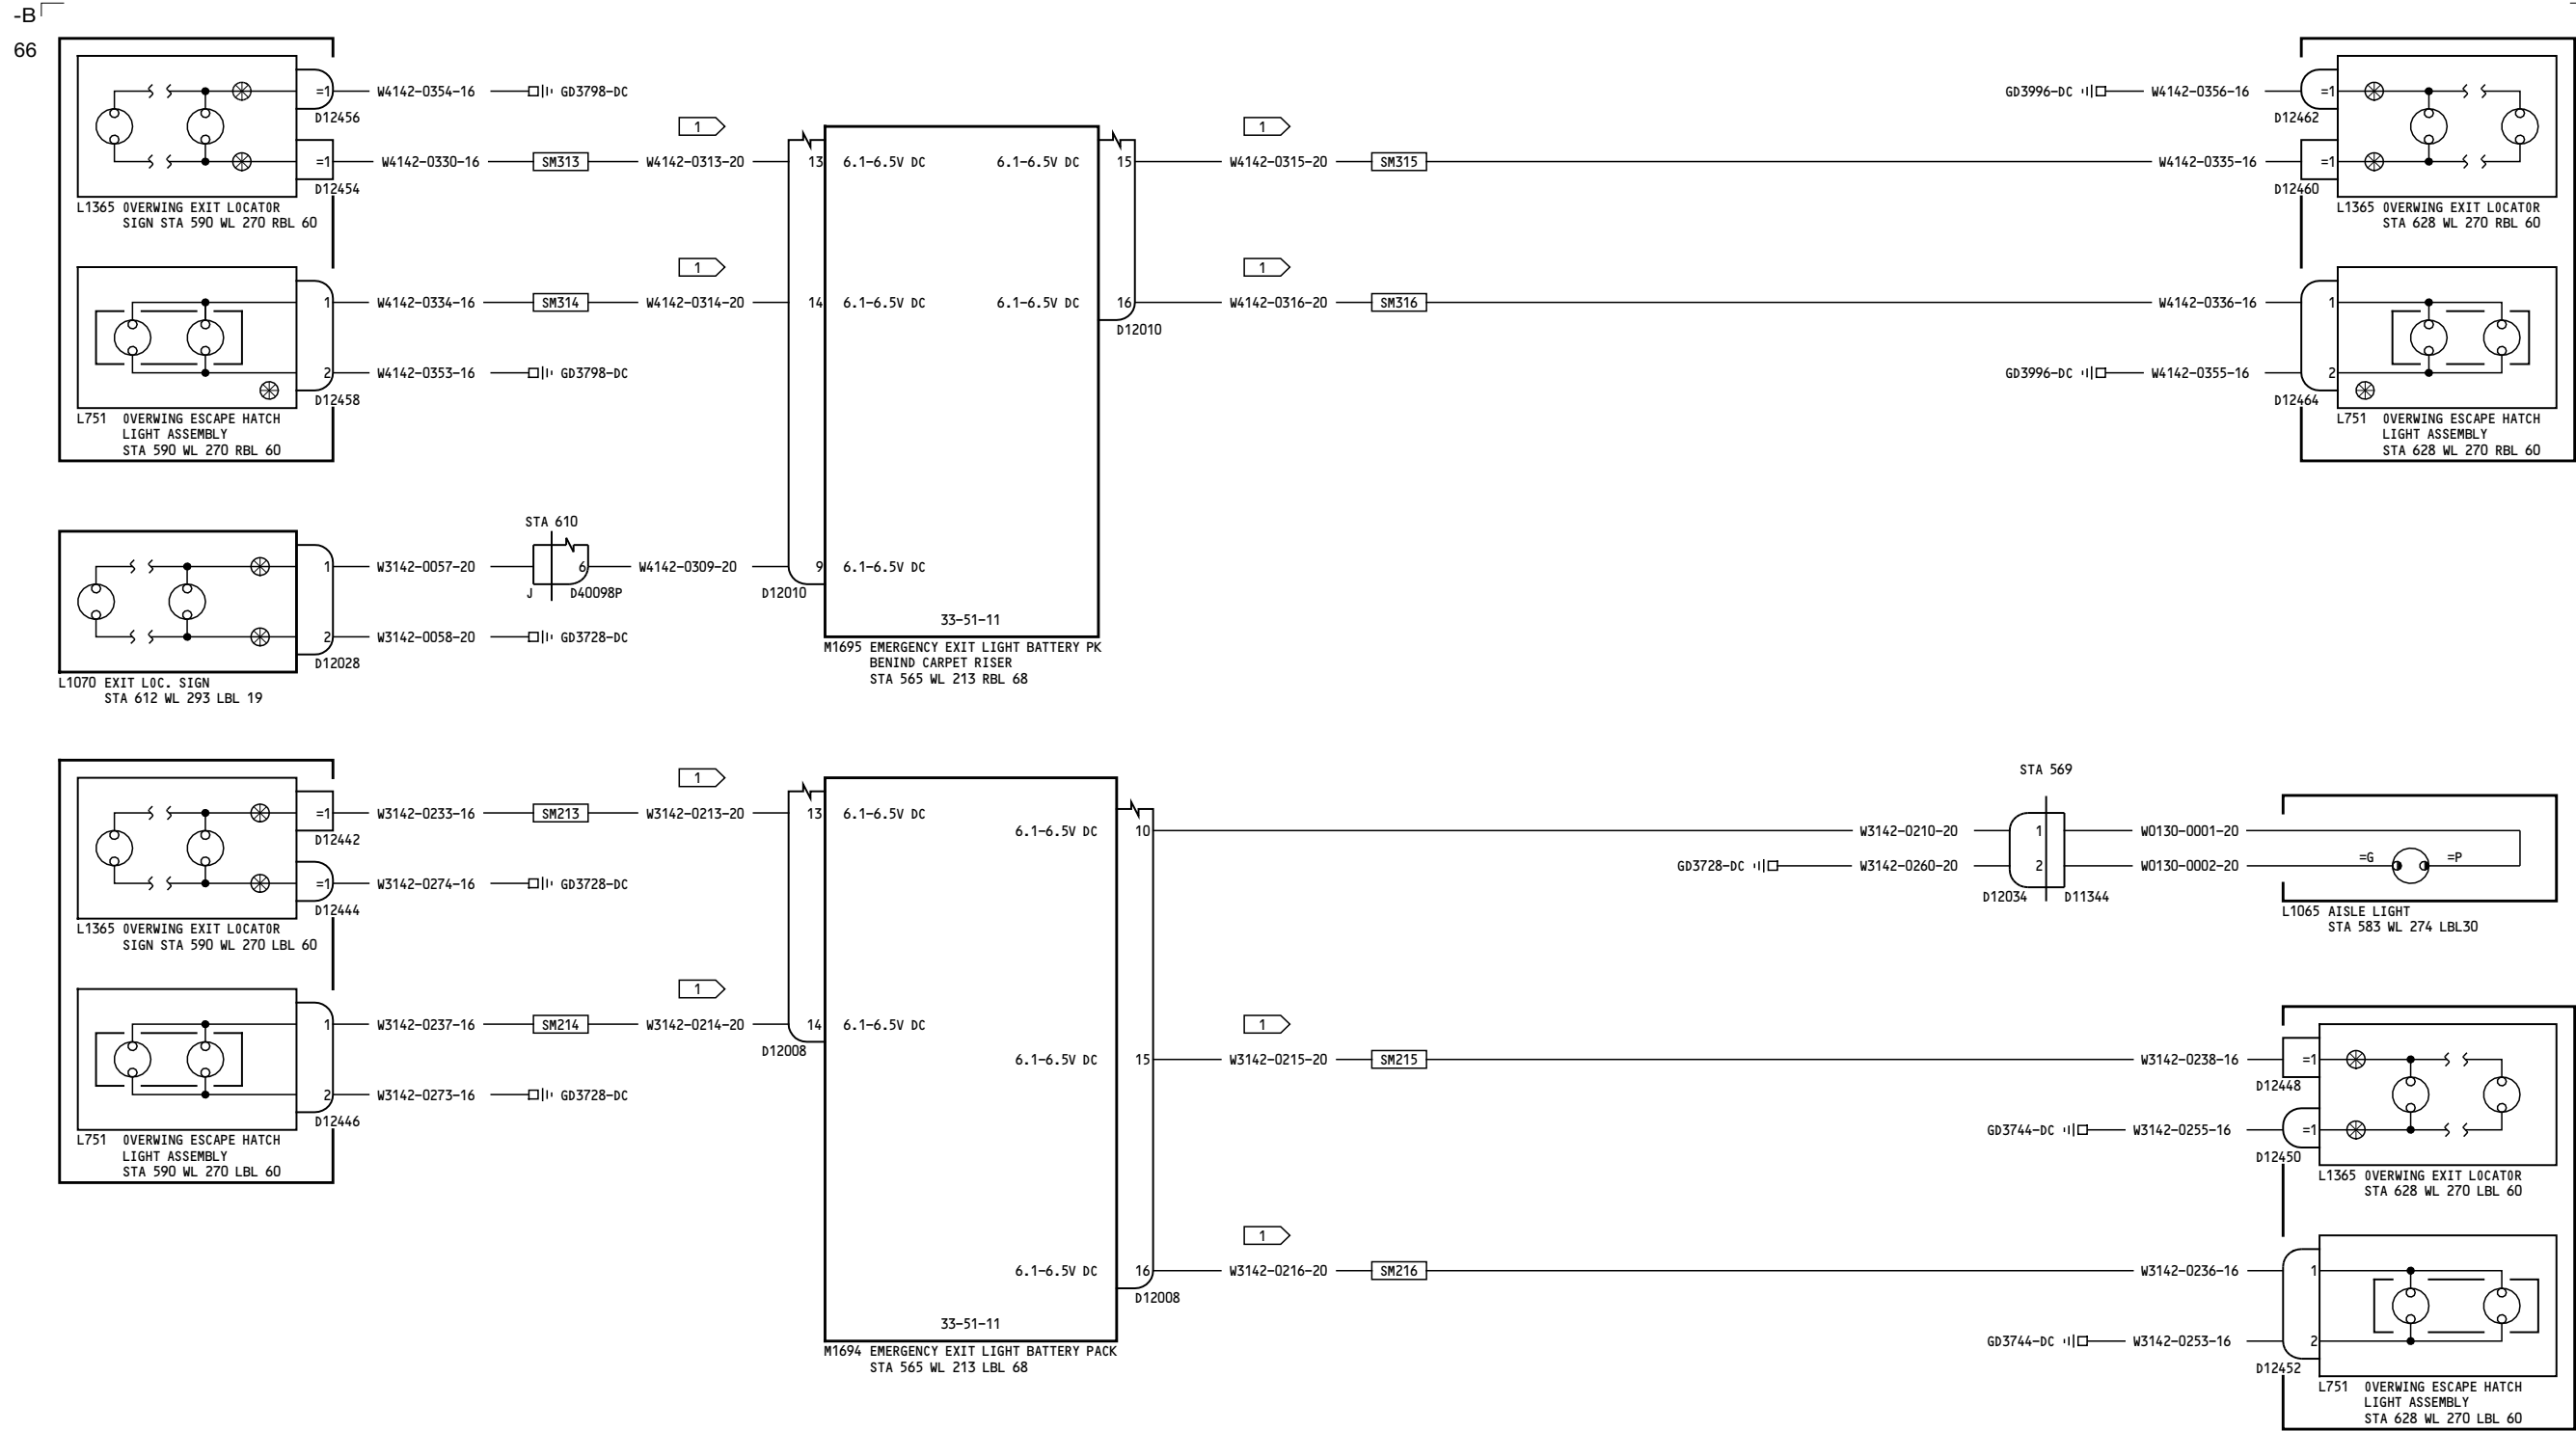 -B
66
=1 W4142-0354-16 GD3798-DC
D12456
1
=1 W4142-0330-16 SM313 W4142-0313-20 13 6.1-6.5V DC
D12454
L1365 OVERWING EXIT LOCATOR
SIGN STA 590 WL 270 RBL 60
1
1 W4142-0334-16 SM314 W4142-0314-20 14 6.1-6.5V DC
2 W4142-0353-16 GD3798-DC
D12458
L751 OVERWING ESCAPE HATCH
LIGHT ASSEMBLY
STA 590 WL 270 RBL 60
STA 610
1 W3142-0057-20 6 W4142-0309-20 9 6.1-6.5V DC
J D40098P D12010
2 W3142-0058-20 GD3728-DC
D12028
L1070 EXIT LOC. SIGN
STA 612 WL 293 LBL 19
33-51-11
M1695 EMERGENCY EXIT LIGHT BATTERY PK
BENIND CARPET RISER
STA 565 WL 213 RBL 68
GD3996-DC W4142-0356-16 =1
D12462
1
6.1-6.5V DC 15 W4142-0315-20 SM315 W4142-0335-16 =1
D12460
L1365 OVERWING EXIT LOCATOR
STA 628 WL 270 RBL 60
1
6.1-6.5V DC 16 W4142-0316-20 SM316 W4142-0336-16 1
D12010
GD3996-DC W4142-0355-16 2
D12464
L751 OVERWING ESCAPE HATCH
LIGHT ASSEMBLY
STA 628 WL 270 RBL 60
1
=1 W3142-0233-16 SM213 W3142-0213-20 13 6.1-6.5V DC
D12442
=1 W3142-0274-16 GD3728-DC
D12444
L1365 OVERWING EXIT LOCATOR
SIGN STA 590 WL 270 LBL 60
1
1 W3142-0237-16 SM214 W3142-0214-20 14 6.1-6.5V DC
D12008
2 W3142-0273-16 GD3728-DC
D12446
L751 OVERWING ESCAPE HATCH
LIGHT ASSEMBLY
STA 590 WL 270 LBL 60
33-51-11
M1694 EMERGENCY EXIT LIGHT BATTERY PACK
STA 565 WL 213 LBL 68
STA 569
6.1-6.5V DC 10 W3142-0210-20 1 W0130-0001-20
GD3728-DC W3142-0260-20 2 W0130-0002-20 =G =P
D12034 D11344
L1065 AISLE LIGHT
STA 583 WL 274 LBL30
1
6.1-6.5V DC 15 W3142-0215-20 SM215 W3142-0238-16 =1
D12448
GD3744-DC W3142-0255-16 =1
D12450
L1365 OVERWING EXIT LOCATOR
STA 628 WL 270 LBL 60
1
6.1-6.5V DC 16 W3142-0216-20 SM216 W3142-0236-16 1
D12008
GD3744-DC W3142-0253-16 2
D12452
L751 OVERWING ESCAPE HATCH
LIGHT ASSEMBLY
STA 628 WL 270 LBL 60